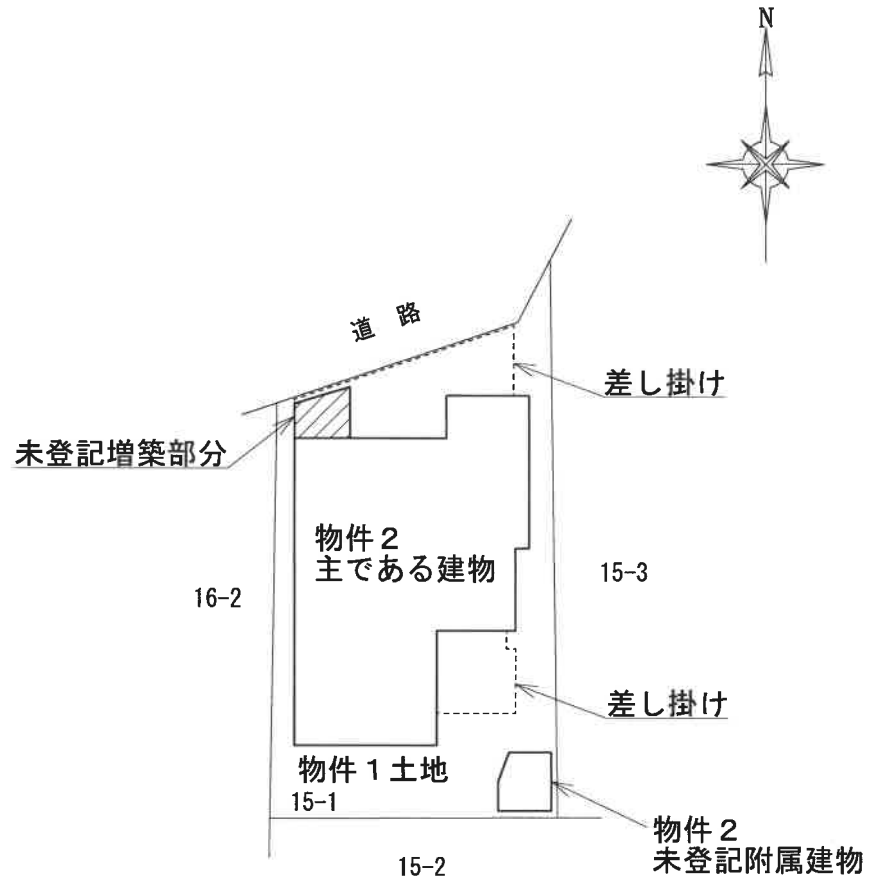 N
道 路
差し掛け
未登記増築部分
物件２
主である建物
16-2
15-3
差し掛け
物件１土地
15-1
物件２
未登記附属建物
15-2